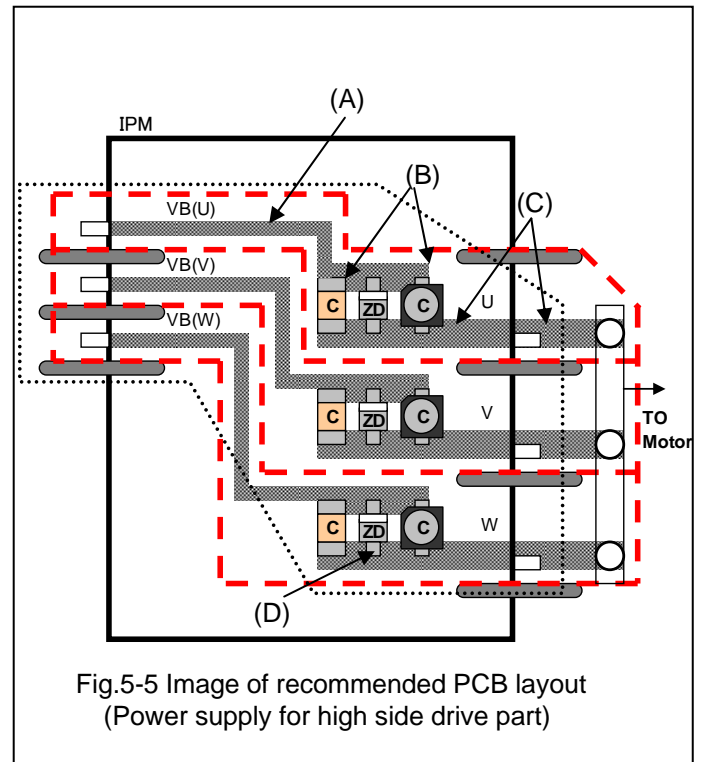 (A)
IPM
(B)
VB(U)
(C)
VB(V)
VB(W)
C
ZD
C
U
TO
Motor
C
ZD
C
V
C
ZD
C
W
(D)
Fig.5-5 Image of recommended PCB layout
(Power supply for high side drive part)